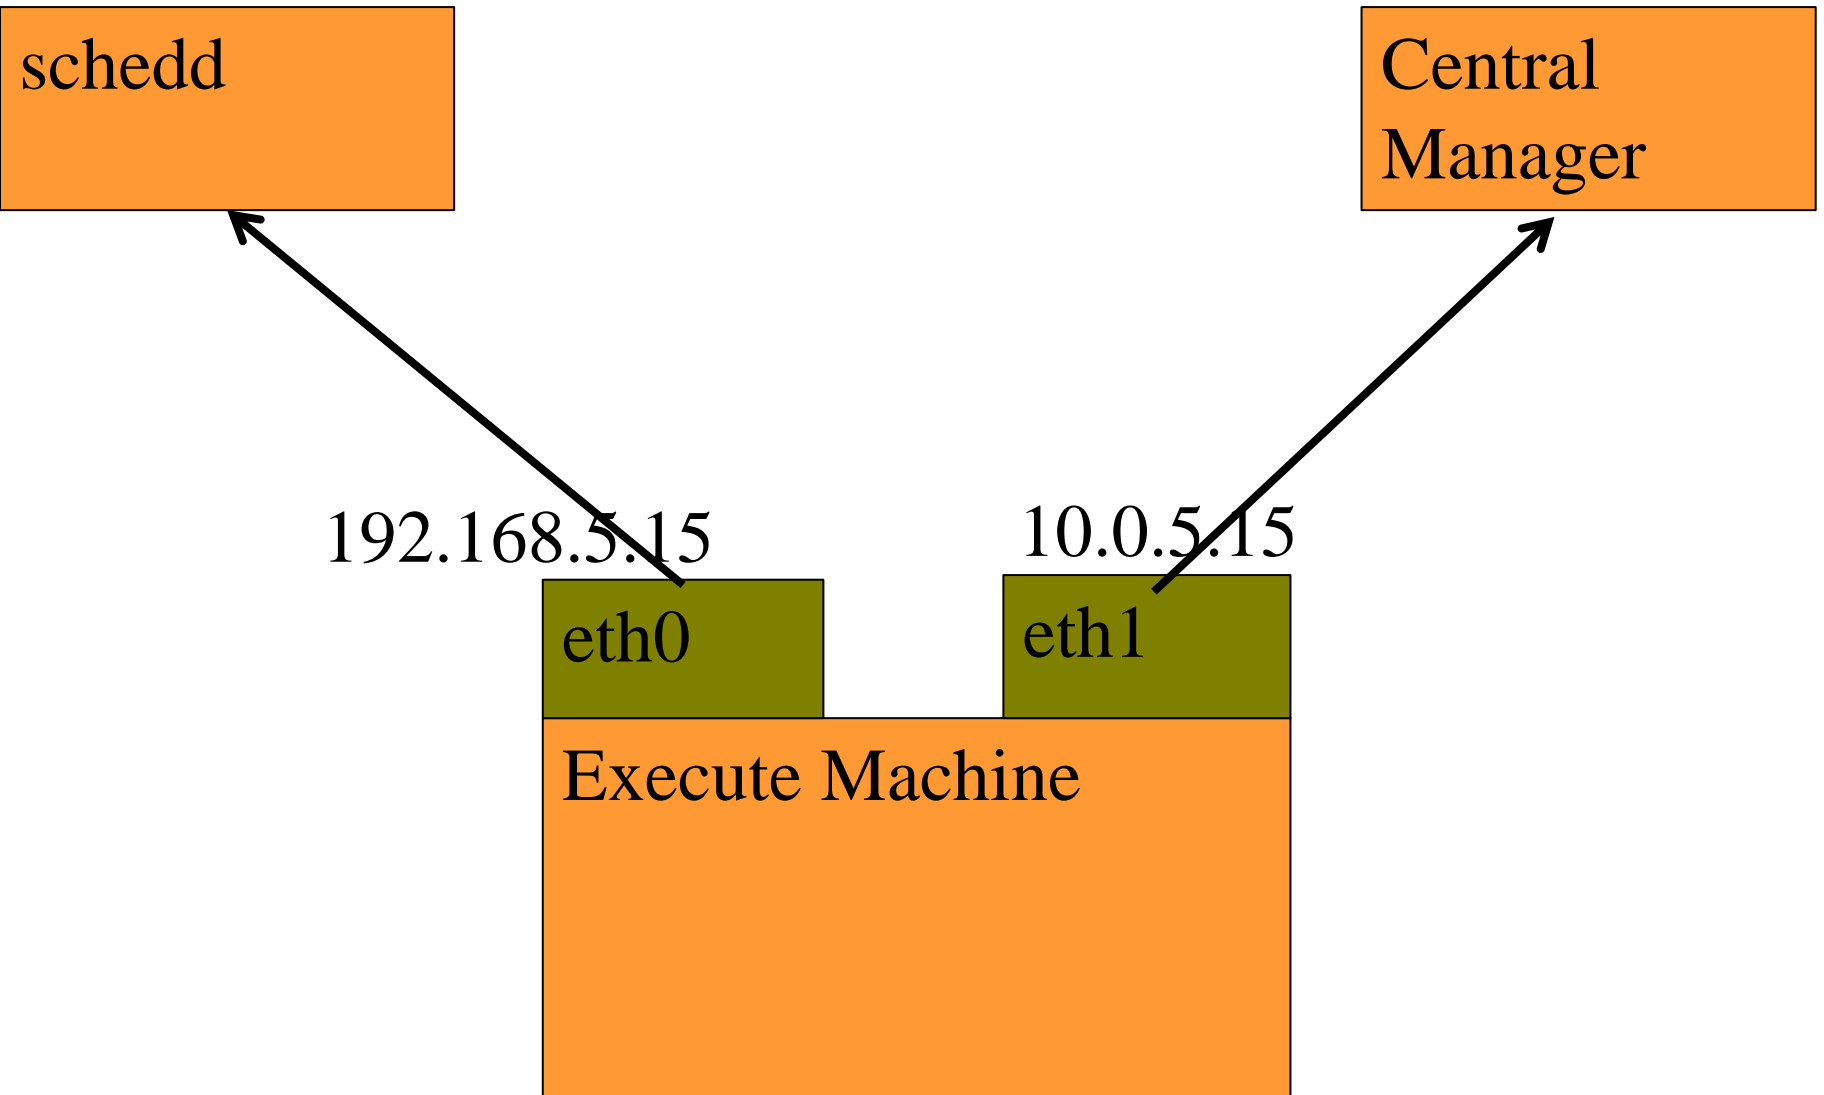 schedd
Central
Manager
192.168.5.15
10.0.5.15
eth0
eth1
Execute Machine